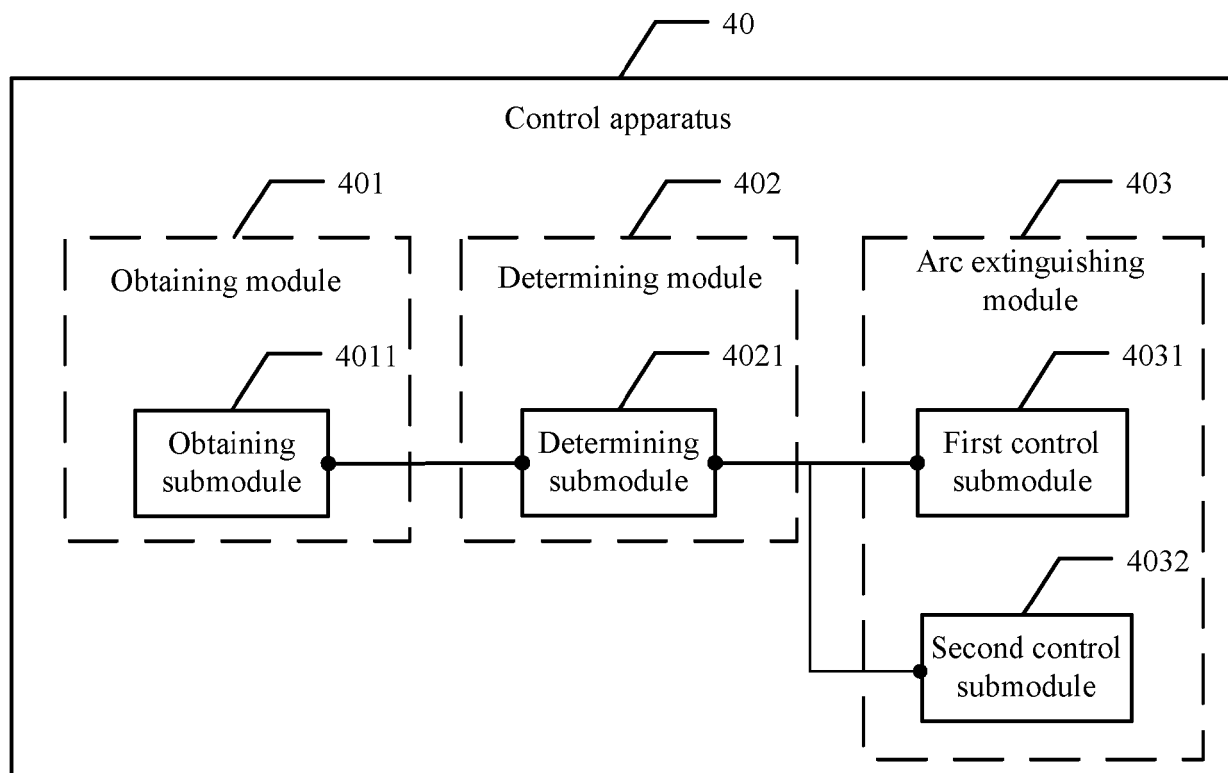 40
Control apparatus
401
402
403
Obtaining module
Determining module
Arc extinguishing
module
4011
4021
4031
Obtaining
submodule
Determining
submodule
First control
submodule
4032
Second control
submodule